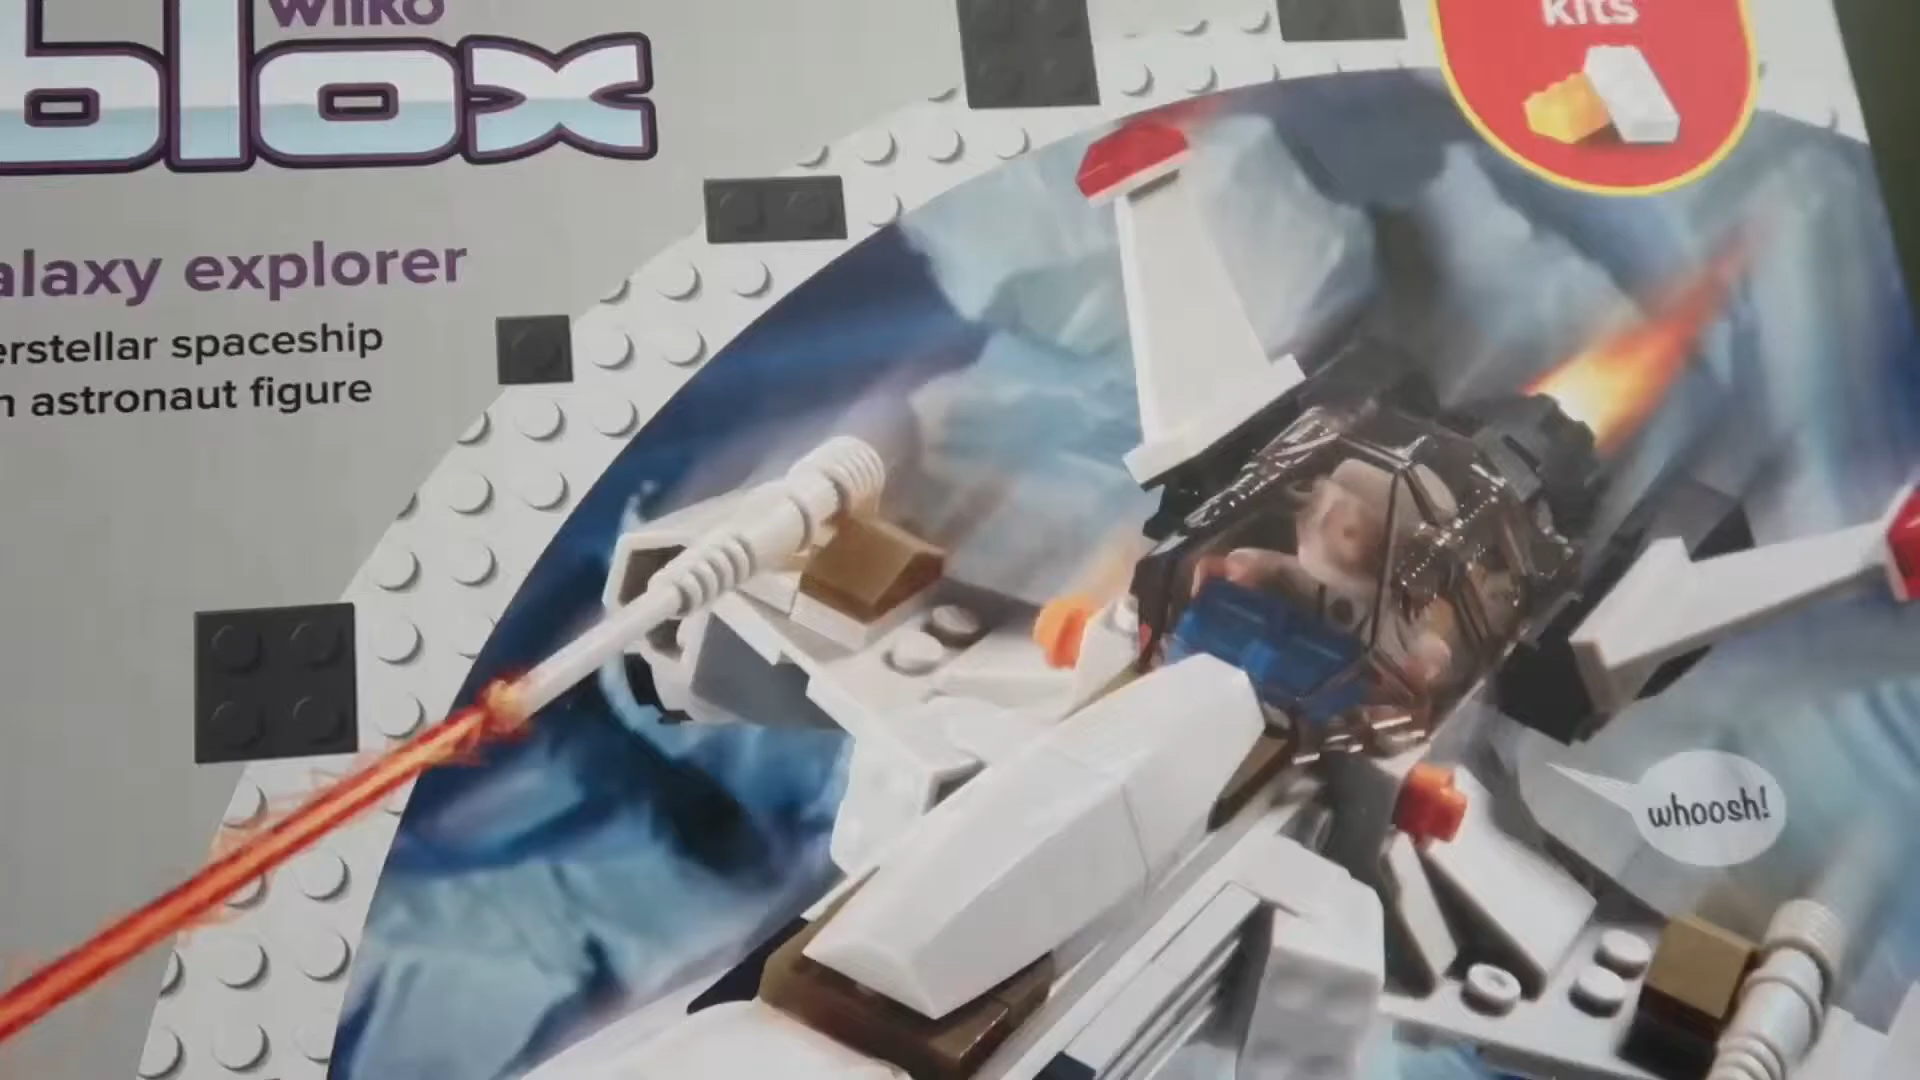 wilko
blox
alaxy explorer
erstellar spaceship
n astronaut figure
kits
whoosh!